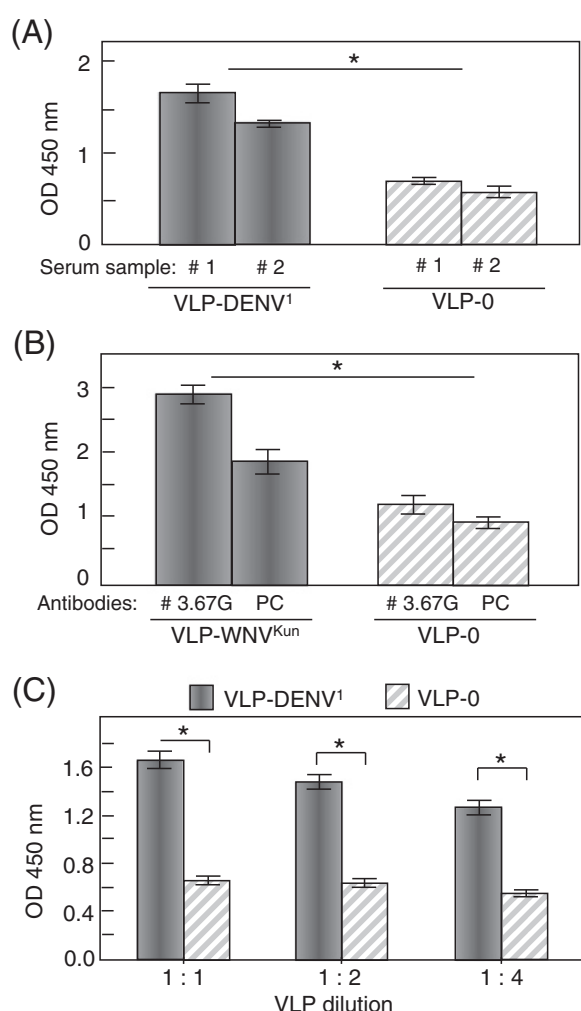 (A)
2
*
1
OD 450 nm
0
Serum sample: # 1 # 2 # 1 # 2
VLP-DENV¹ VLP-0
(B)
3
*
2
OD 450 nm
1
0
Antibodies: # 3.67G PC # 3.67G PC
VLP-WNVᴷᵘⁿ VLP-0
(C)
VLP-DENV¹ VLP-0
* * *
1.6
1.2
OD 450 nm
0.8
0.4
0.0
1 : 1 1 : 2 1 : 4
VLP dilution